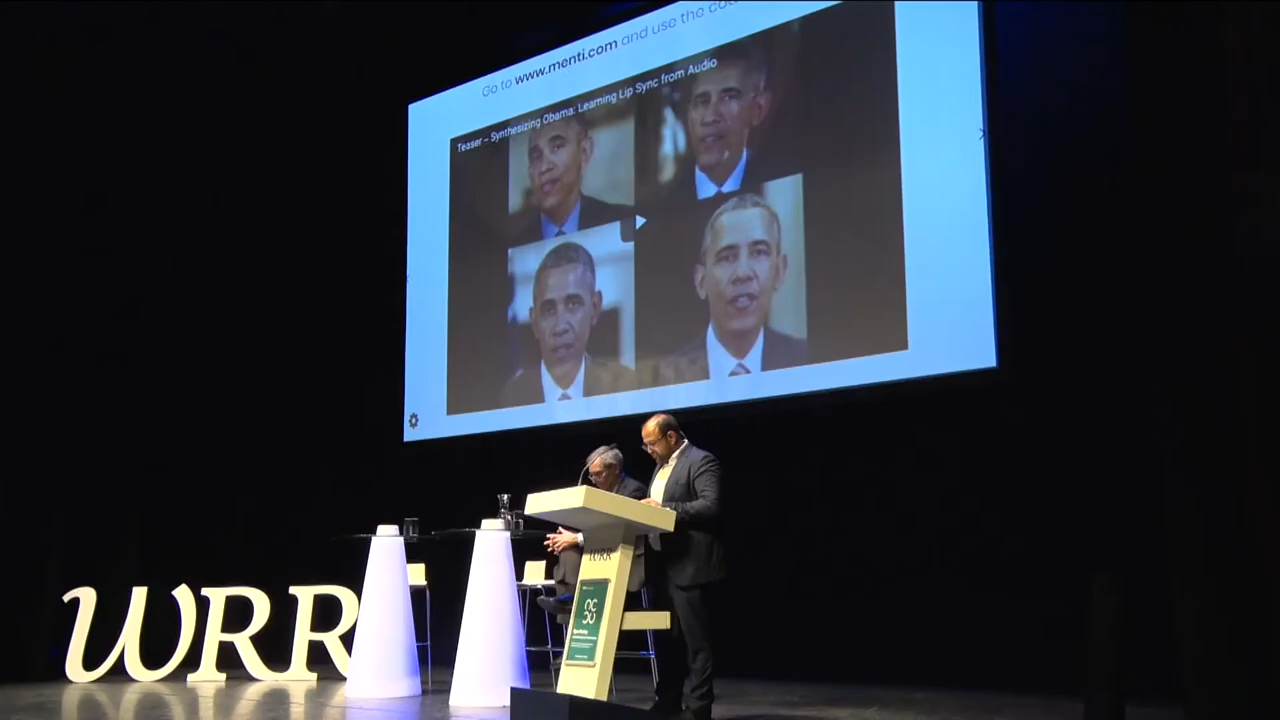 Go to www.menti.com and use the co
Teaser – Synthesizing Obama: Learning Lip Sync from Audio
WRR
WRR